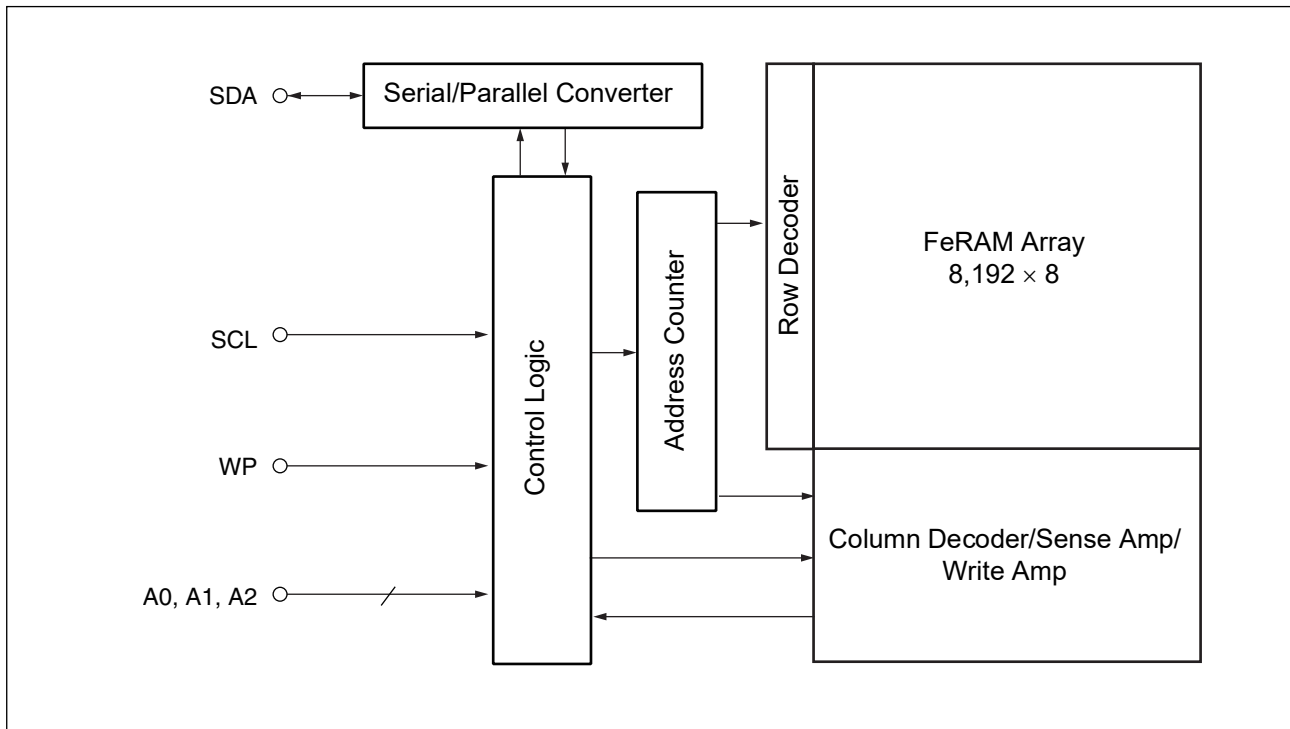 SDA
Serial/Parallel Converter
SCL
WP
A0, A1, A2
Control Logic
Address Counter
Row Decoder
FeRAM Array
8,192 × 8
Column Decoder/Sense Amp/
Write Amp